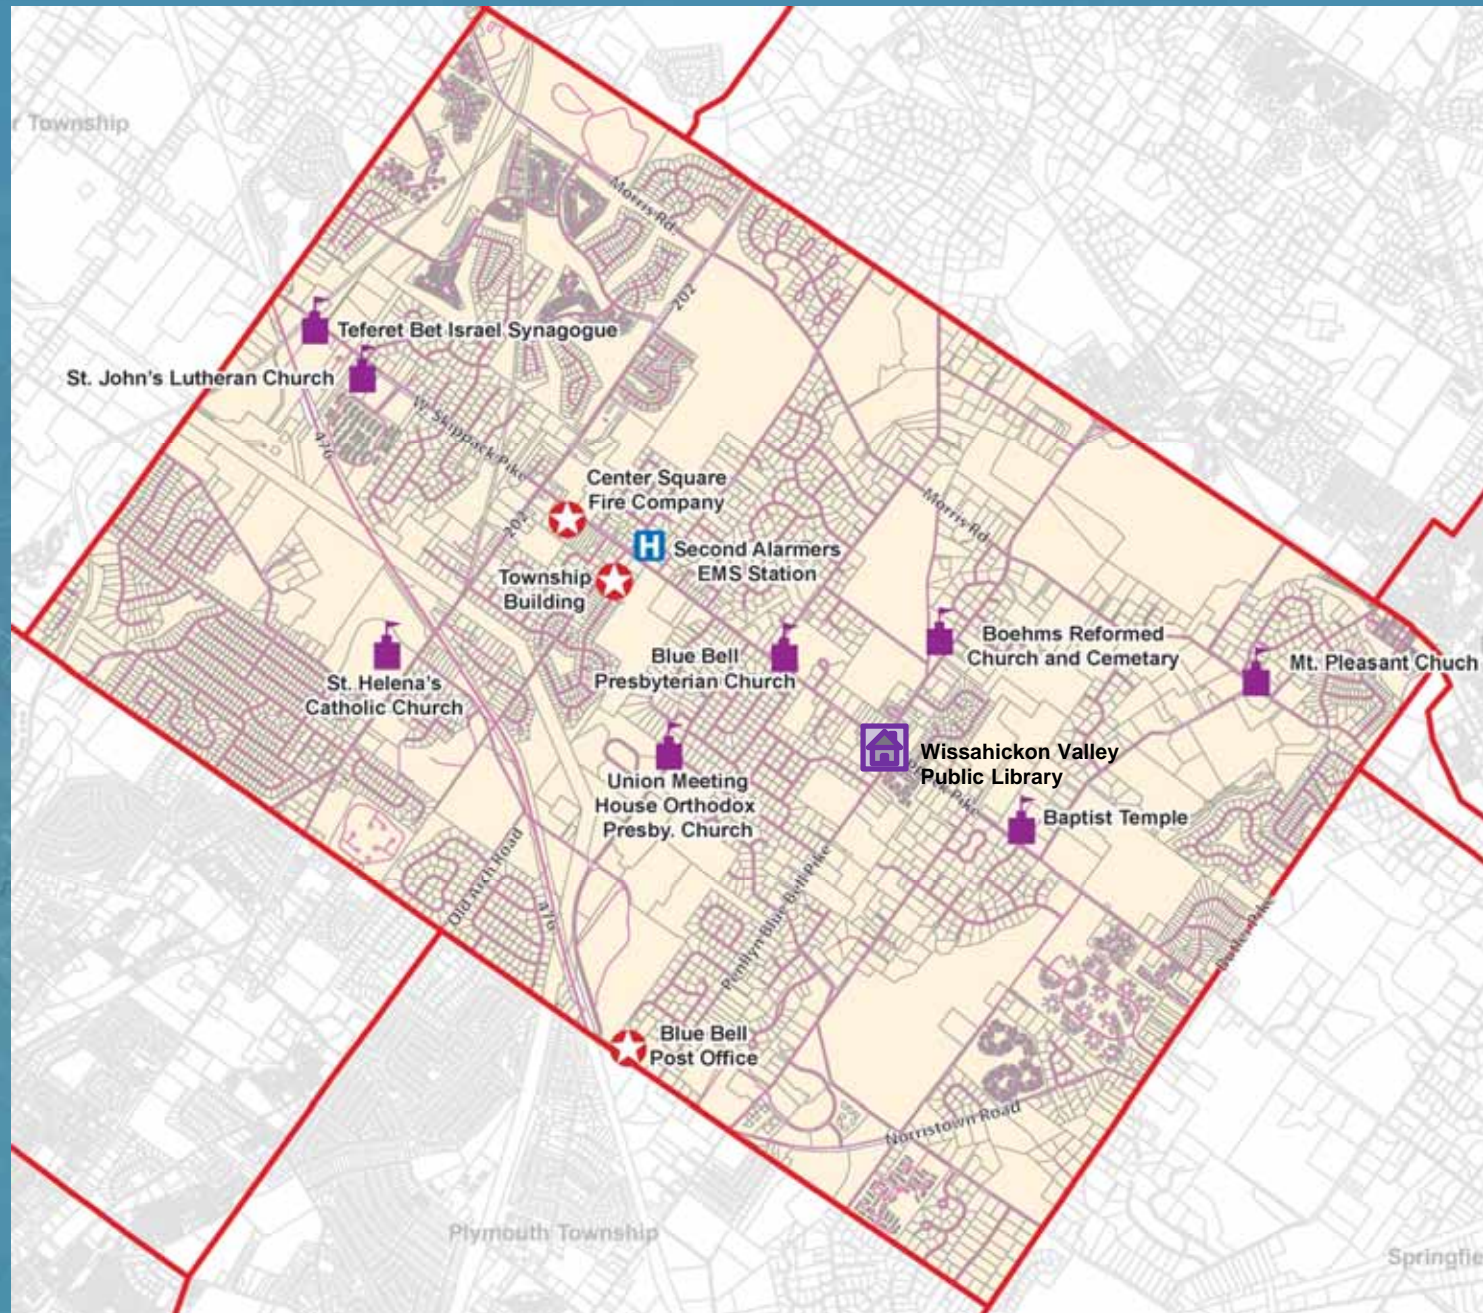 r Township
Morris Rd.
202
Teferet Bet Israel Synagogue
St. John's Lutheran Church
W. Skippack Pike
476
Center Square
Fire Company
202
Second Alarmers
EMS Station
Township
Building
Morris Rd
Boehms Reformed
Church and Cemetary
Mt. Pleasant Chuch
Blue Bell
Presbyterian Church
St. Helena's
Catholic Church
Wissahickon Valley
Public Library
Pike
Union Meeting
House Orthodox
Presby. Church
Baptist Temple
Old Arch Road
476
Penllyn Blue Bell Pike
Butler Pike
Blue Bell
Post Office
Norristown Road
Plymouth Township
Springfie